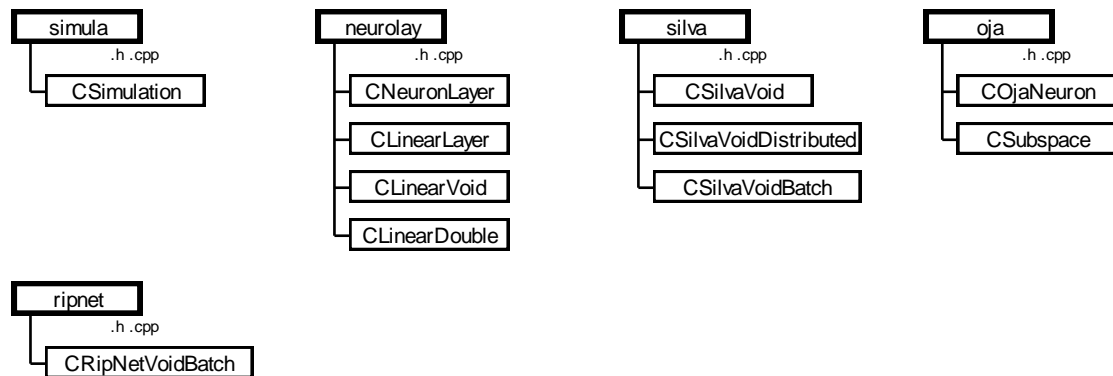 simula
.h .cpp
CSimulation
neurolay
.h .cpp
CNeuronLayer
CLinearLayer
CLinearVoid
CLinearDouble
silva
.h .cpp
CSilvaVoid
CSilvaVoidDistributed
CSilvaVoidBatch
oja
.h .cpp
COjaNeuron
CSubspace
ripnet
.h .cpp
CRipNetVoidBatch